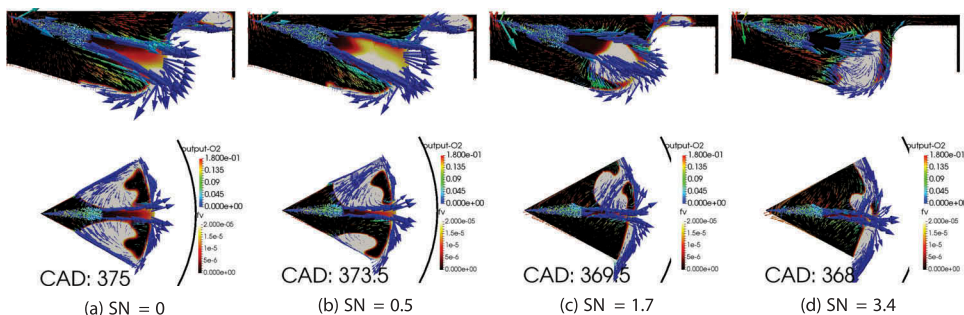 output-O2
1.800e-01
0.135
0.09
0.045
0.000e+00
fv
2.000e-05
1.5e-5
1e-5
5e-6
0.000e+00
CAD: 375
(a) SN = 0
output-O2
1.800e-01
0.135
0.09
0.045
0.000e+00
fv
2.000e-05
1.5e-5
1e-5
5e-6
0.000e+00
CAD: 373.5
(b) SN = 0.5
output-O2
1.800e-01
0.135
0.09
0.045
0.000e+00
fv
2.000e-05
1.5e-5
1e-5
5e-6
0.000e+00
CAD: 369.5
(c) SN = 1.7
output-O2
1.800e-01
0.135
0.09
0.045
0.000e+00
fv
2.000e-05
1.5e-5
1e-5
5e-6
0.000e+00
CAD: 368
(d) SN = 3.4